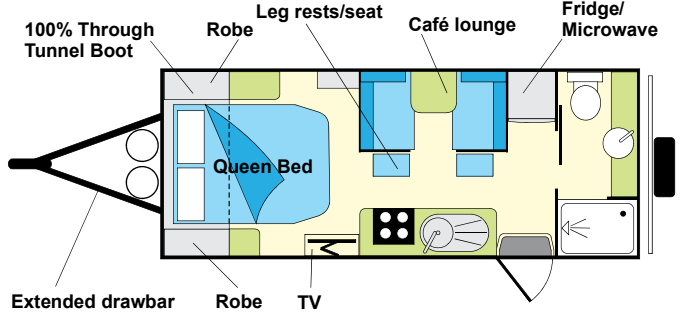 100% Through
Tunnel Boot
Robe
Leg rests/seat
Café lounge
Fridge/
Microwave
Queen Bed
Extended drawbar
Robe
TV